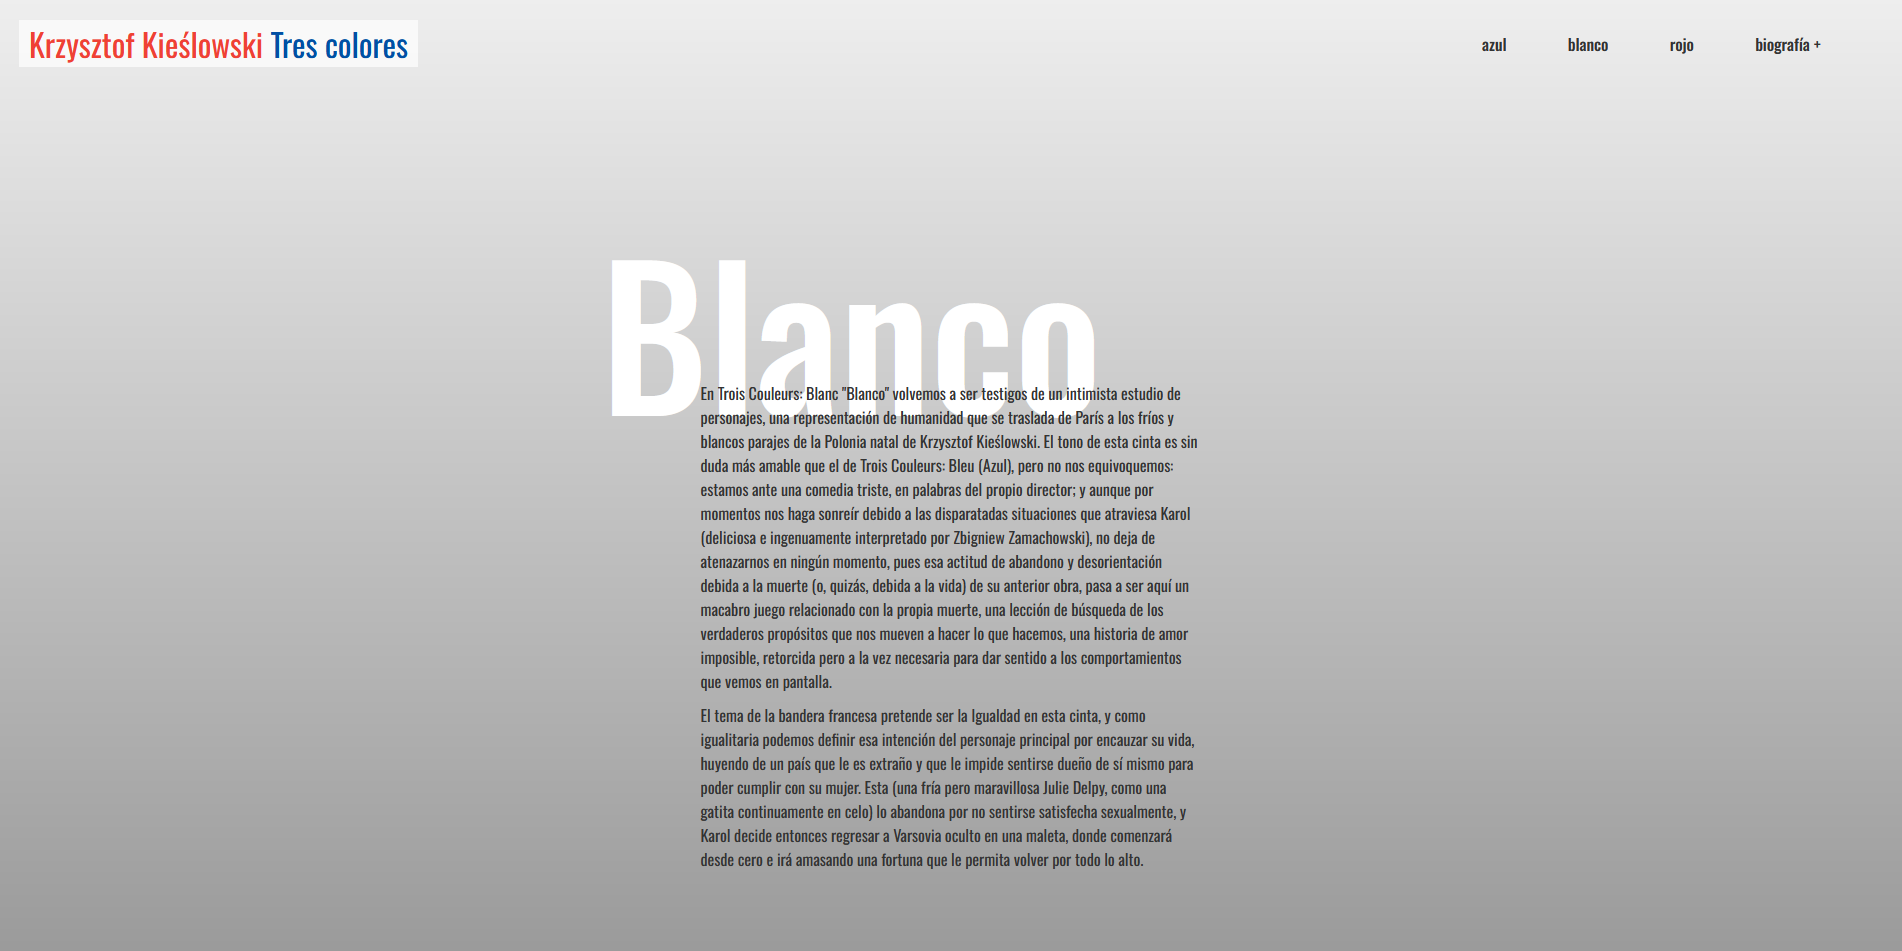 Krzysztof Kieślowski Tres colores
azul blanco rojo biografía +
Blanco
En Trois Couleurs: Blanc "Blanco" volvemos a ser testigos de un intimista estudio de
personajes, una representación de humanidad que se traslada de París a los fríos y
blancos parajes de la Polonia natal de Krzysztof Kieślowski. El tono de esta cinta es sin
duda más amable que el de Trois Couleurs: Bleu (Azul), pero no nos equivoquemos:
estamos ante una comedia triste, en palabras del propio director; y aunque por
momentos nos haga sonreír debido a las disparatadas situaciones que atraviesa Karol
(deliciosa e ingenuamente interpretado por Zbigniew Zamachowski), no deja de
atenazarnos en ningún momento, pues esa actitud de abandono y desorientación
debida a la muerte (o, quizás, debida a la vida) de su anterior obra, pasa a ser aquí un
macabro juego relacionado con la propia muerte, una lección de búsqueda de los
verdaderos propósitos que nos mueven a hacer lo que hacemos, una historia de amor
imposible, retorcida pero a la vez necesaria para dar sentido a los comportamientos
que vemos en pantalla.
El tema de la bandera francesa pretende ser la Igualdad en esta cinta, y como
igualitaria podemos definir esa intención del personaje principal por encauzar su vida,
huyendo de un país que le es extraño y que le impide sentirse dueño de sí mismo para
poder cumplir con su mujer. Esta (una fría pero maravillosa Julie Delpy, como una
gatita continuamente en celo) lo abandona por no sentirse satisfecha sexualmente, y
Karol decide entonces regresar a Varsovia oculto en una maleta, donde comenzará
desde cero e irá amasando una fortuna que le permita volver por todo lo alto.